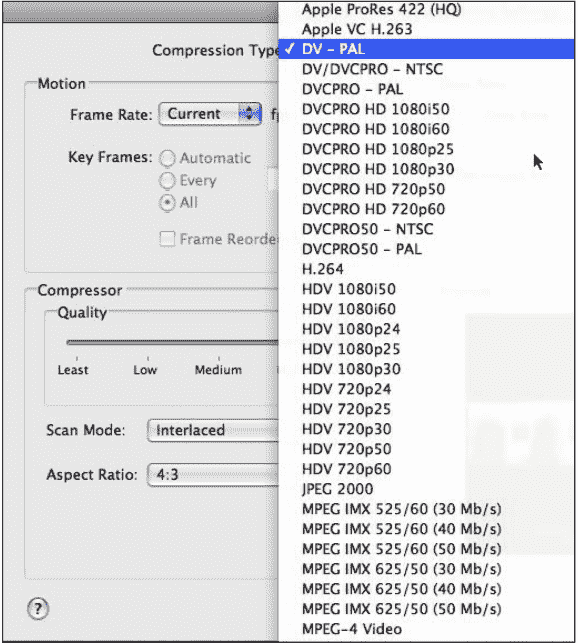 Compression Type
Motion
Frame Rate:
Current
Key Frames:
Automatic
Every
All
Frame
Compressor
Quality
Least
Low
Medium
Scan Mode:
Interlaced
Aspect Ratio:
4:3
?
Apple ProRes 422 (HQ)
Apple VC H.263
✓ DV – PAL
DV/DVCPRO – NTSC
DVCPRO – PAL
DVCPRO HD 1080i50
DVCPRO HD 1080i60
DVCPRO HD 1080p25
DVCPRO HD 1080p30
DVCPRO HD 720p50
DVCPRO HD 720p60
DVCPRO50 – NTSC
DVCPRO50 – PAL
H.264
HDV 1080i50
HDV 1080i60
HDV 1080p24
HDV 1080p25
HDV 1080p30
HDV 720p24
HDV 720p25
HDV 720p30
HDV 720p50
HDV 720p60
JPEG 2000
MPEG IMX 525/60 (30 Mb/s)
MPEG IMX 525/60 (40 Mb/s)
MPEG IMX 525/60 (50 Mb/s)
MPEG IMX 625/50 (30 Mb/s)
MPEG IMX 625/50 (40 Mb/s)
MPEG IMX 625/50 (50 Mb/s)
MPEG-4 Video